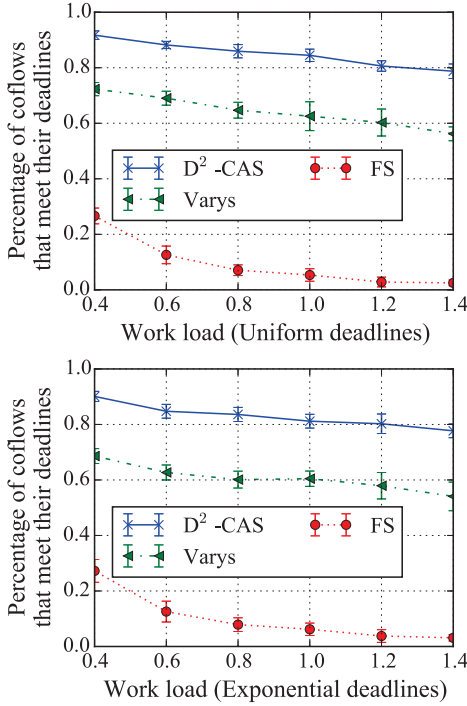 Percentage of coflows
that meet their deadlines
1.0
0.8
0.6
0.4
0.2
0.0
D² -CAS
FS
Varys
0.4 0.6 0.8 1.0 1.2 1.4
Work load (Uniform deadlines)
Percentage of coflows
that meet their deadlines
1.0
0.8
0.6
0.4
0.2
0.0
D² -CAS
FS
Varys
0.4 0.6 0.8 1.0 1.2 1.4
Work load (Exponential deadlines)